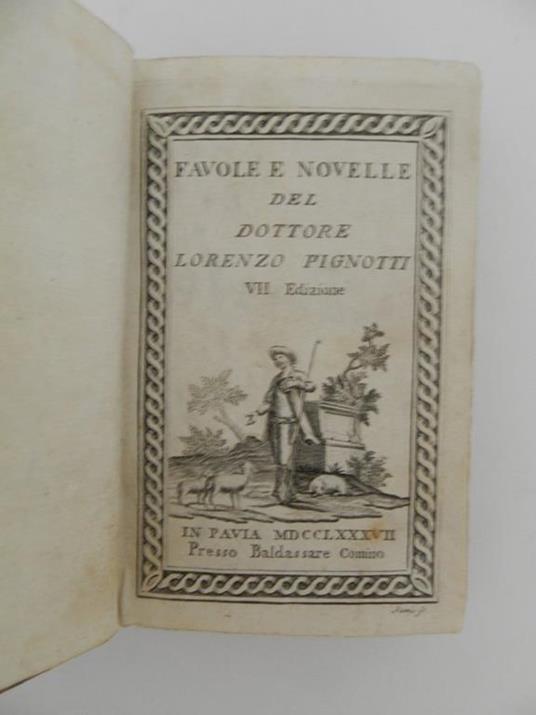 FAVOLE E NOVELLE
DEL
DOTTORE
LORENZO PIGNOTTI
VII. Edizione
IN PAVIA MDCCLXXXVII
Presso Baldassare Comino